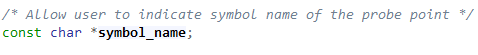 /* Allow user to indicate symbol name of the probe point */
const char *symbol_name;